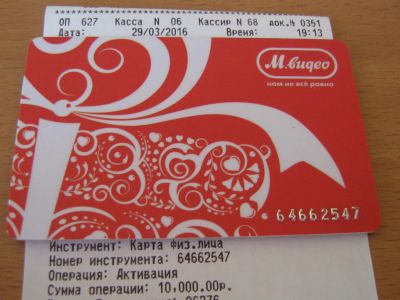 ОП 627 Касса N 06 Кассир N 68 док.N 0351
Дата: 29/03/2016 Время: 19:13
М.видео
нам не всё равно
64662547
Инструмент: Карта физ.лица
Номер инструмента: 64662547
Операция: Активация
Сумма операции: 10,000.00р.